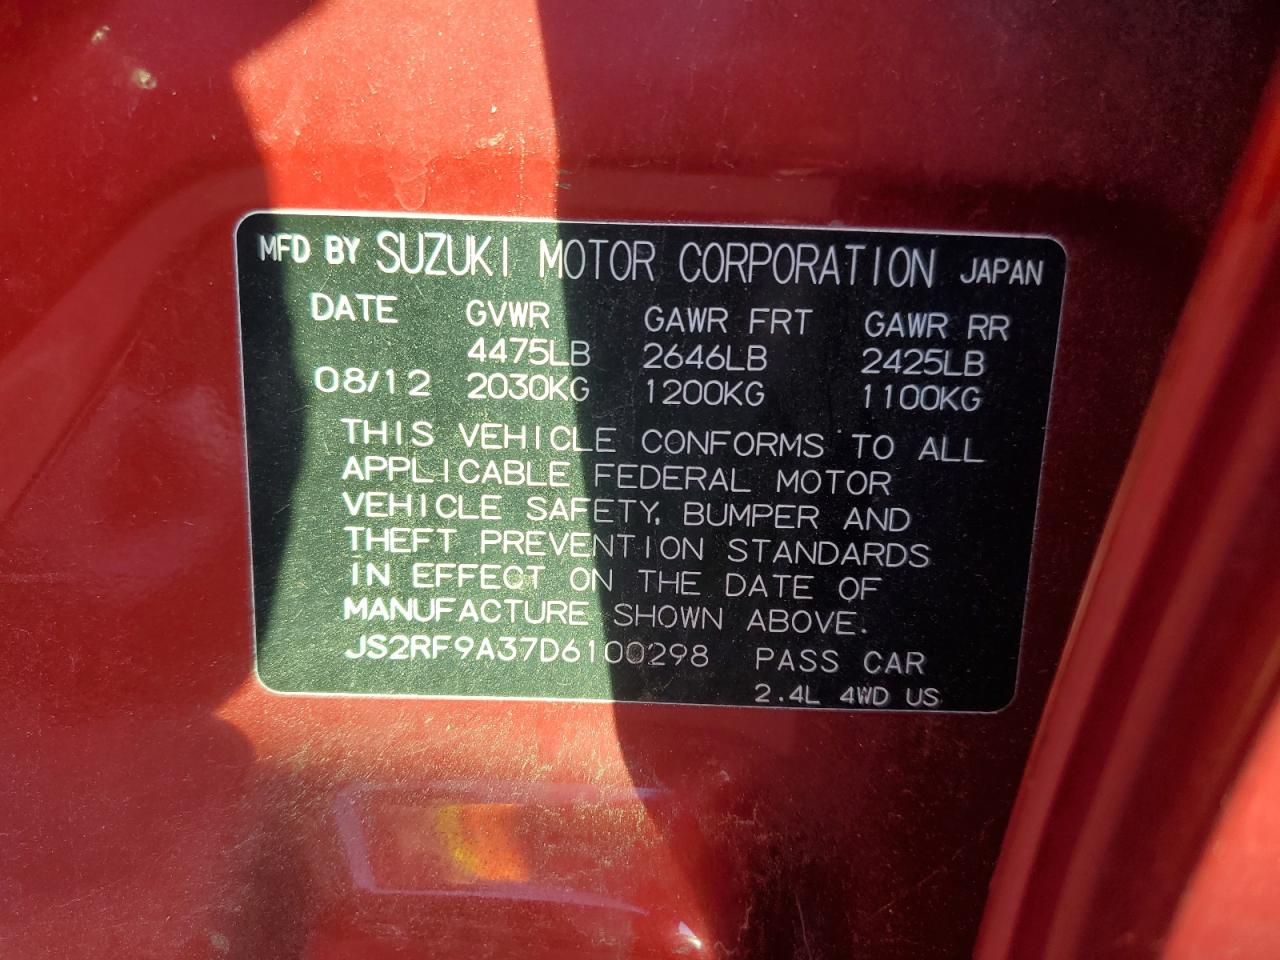 MFD BY SUZUKI MOTOR CORPORATION JAPAN
DATE GVWR GAWR FRT GAWR RR
4475LB 2646LB 2425LB
08/12 2030KG 1200KG 1100KG
THIS VEHICLE CONFORMS TO ALL
APPLICABLE FEDERAL MOTOR
VEHICLE SAFETY, BUMPER AND
THEFT PREVENTION STANDARDS
IN EFFECT ON THE DATE OF
MANUFACTURE SHOWN ABOVE.
JS2RF9A37D6100298 PASS CAR
2.4L 4WD US